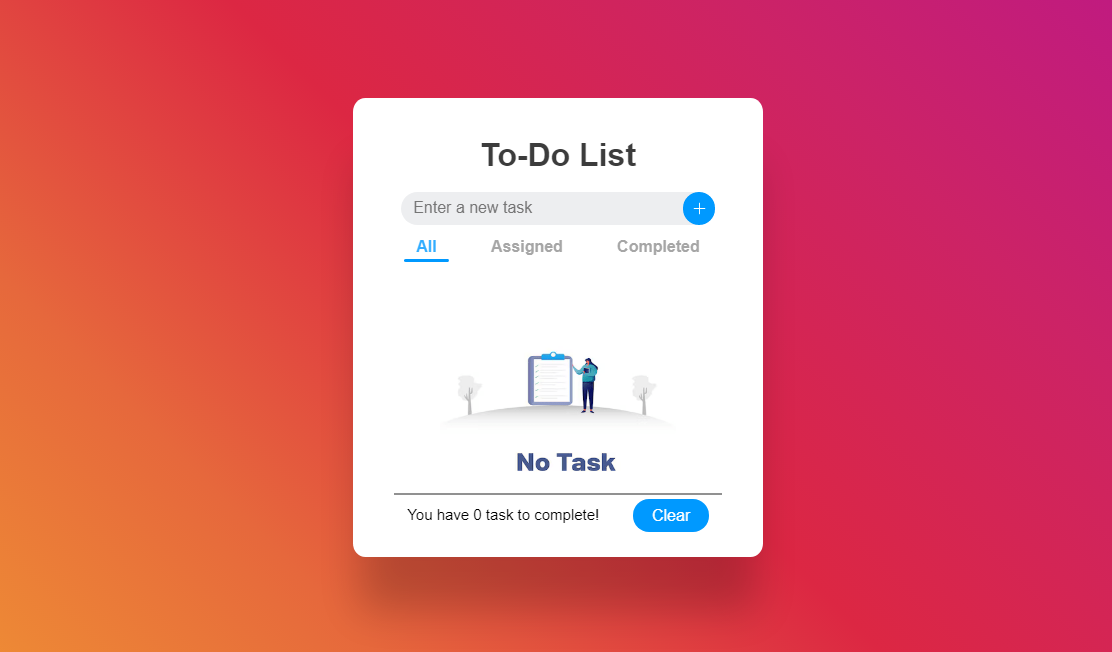 To-Do List
Enter a new task
All Assigned Completed
No Task
You have 0 task to complete! Clear